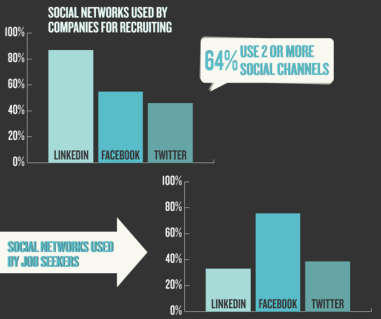 SOCIAL NETWORKS USED BY
COMPANIES FOR RECRUITING
100%
80%
60%
40%
20%
0%
LINKEDIN
FACEBOOK
TWITTER
64% USE 2 OR MORE
SOCIAL CHANNELS
SOCIAL NETWORKS USED
BY JOB SEEKERS
100%
80%
60%
40%
20%
0%
LINKEDIN
FACEBOOK
TWITTER